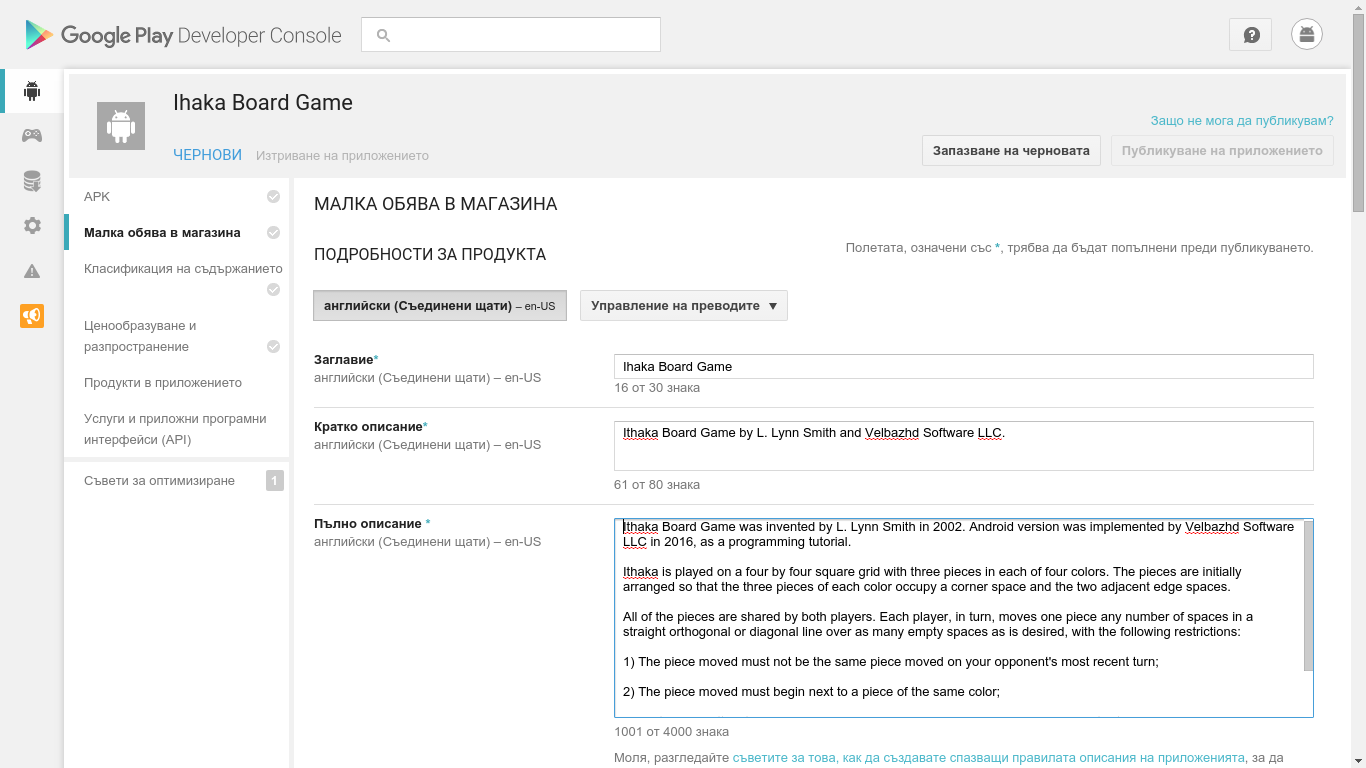 Google Play Developer Console
Ihaka Board Game
Защо не мога да публикувам?
ЧЕРНОВИ Изтриване на приложението
Запазване на черновата
Публикуване на приложението
APK
Малка обява в магазина
Класификация на съдържанието
Ценообразуване и
разпространение
Продукти в приложението
Услуги и приложни програмни
интерфейси (API)
Съвети за оптимизиране 1
МАЛКА ОБЯВА В МАГАЗИНА
ПОДРОБНОСТИ ЗА ПРОДУКТА
Полетата, означени със *, трябва да бъдат попълнени преди публикуването.
английски (Съединени щати) – en-US
Управление на преводите ▼
Заглавие*
английски (Съединени щати) – en-US
Ihaka Board Game
16 от 30 знака
Кратко описание*
английски (Съединени щати) – en-US
Ithaka Board Game by L. Lynn Smith and Velbazhd Software LLC.
61 от 80 знака
Пълно описание *
английски (Съединени щати) – en-US
Ithaka Board Game was invented by L. Lynn Smith in 2002. Android version was implemented by Velbazhd Software
LLC in 2016, as a programming tutorial.
Ithaka is played on a four by four square grid with three pieces in each of four colors. The pieces are initially
arranged so that the three pieces of each color occupy a corner space and the two adjacent edge spaces.
All of the pieces are shared by both players. Each player, in turn, moves one piece any number of spaces in a
straight orthogonal or diagonal line over as many empty spaces as is desired, with the following restrictions:
1) The piece moved must not be the same piece moved on your opponent's most recent turn;
2) The piece moved must begin next to a piece of the same color;
1001 от 4000 знака
Моля, разгледайте съветите за това, как да създавате спазващи правилата описания на приложенията, за да